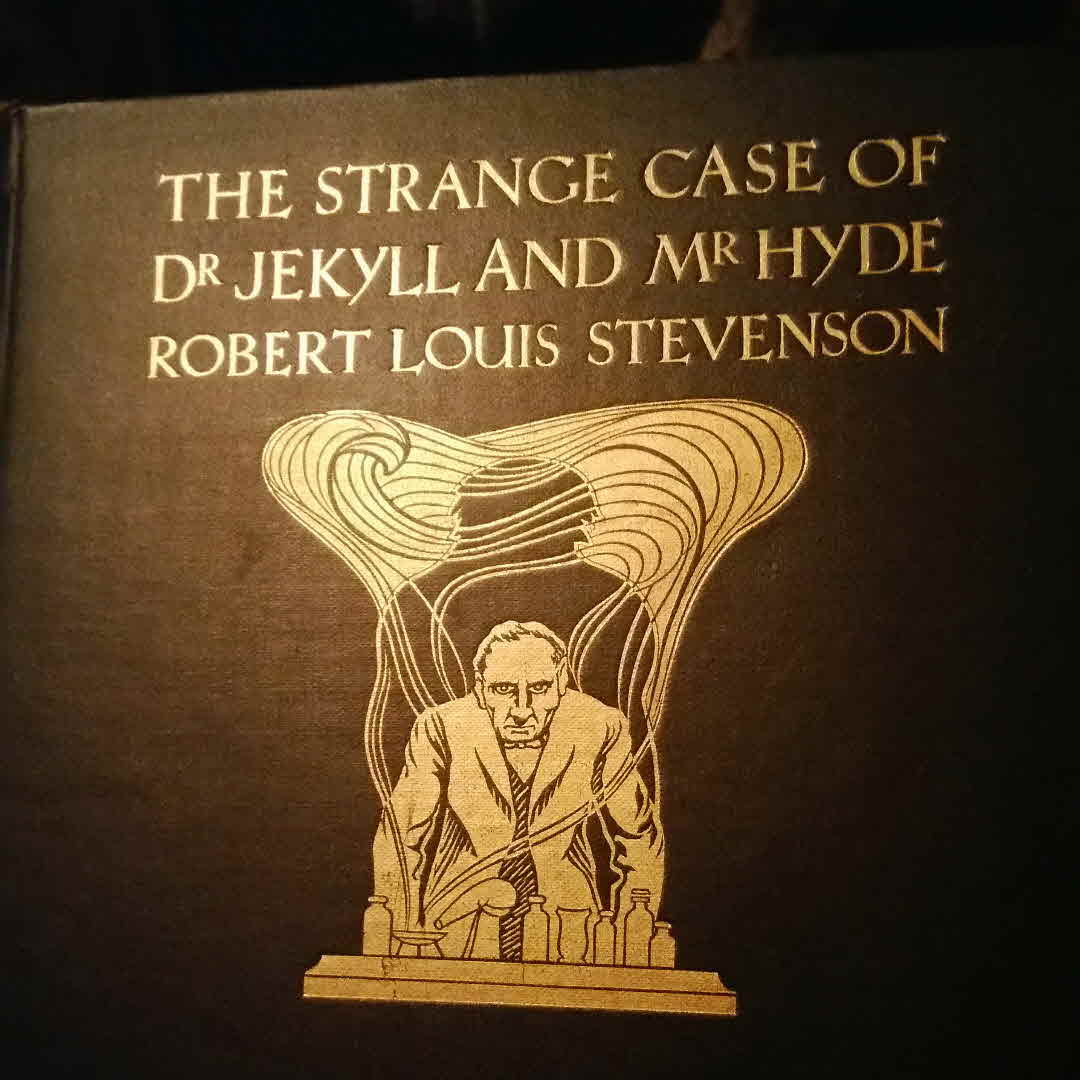 THE STRANGE CASE OF
DR JEKYLL AND MR HYDE
ROBERT LOUIS STEVENSON